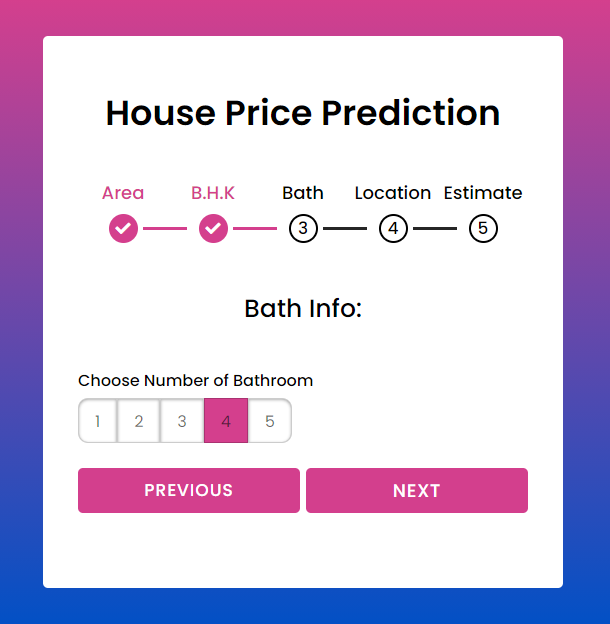 House Price Prediction
Area B.H.K Bath Location Estimate
3 4 5
Bath Info:
Choose Number of Bathroom
1 2 3 4 5
PREVIOUS NEXT